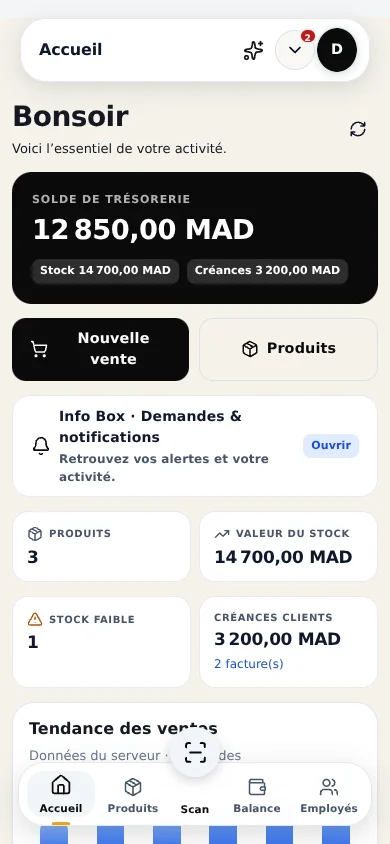 Accueil
2
D
Bonsoir
Voici l’essentiel de votre activité.
SOLDE DE TRÉSORERIE
12 850,00 MAD
Stock 14 700,00 MAD
Créances 3 200,00 MAD
Nouvelle
vente
Produits
Info Box · Demandes &
notifications
Retrouvez vos alertes et votre
activité.
Ouvrir
PRODUITS
3
VALEUR DU STOCK
14 700,00 MAD
STOCK FAIBLE
1
CRÉANCES CLIENTS
3 200,00 MAD
2 facture(s)
Tendance des ventes
Données du serveur ·
Accueil
Produits
Scan
Balance
Employés